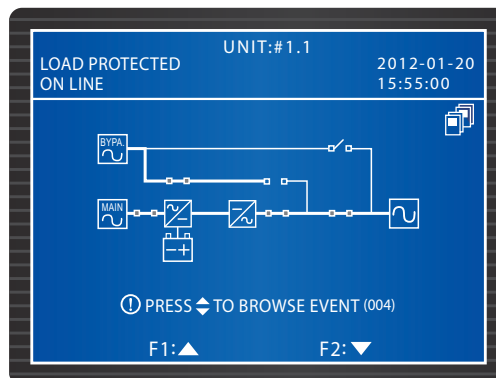 UNIT:#1.1
LOAD PROTECTED
ON LINE
2012-01-20
15:55:00
BYPA.
MAIN
PRESS TO BROWSE EVENT (004)
F1:
F2: